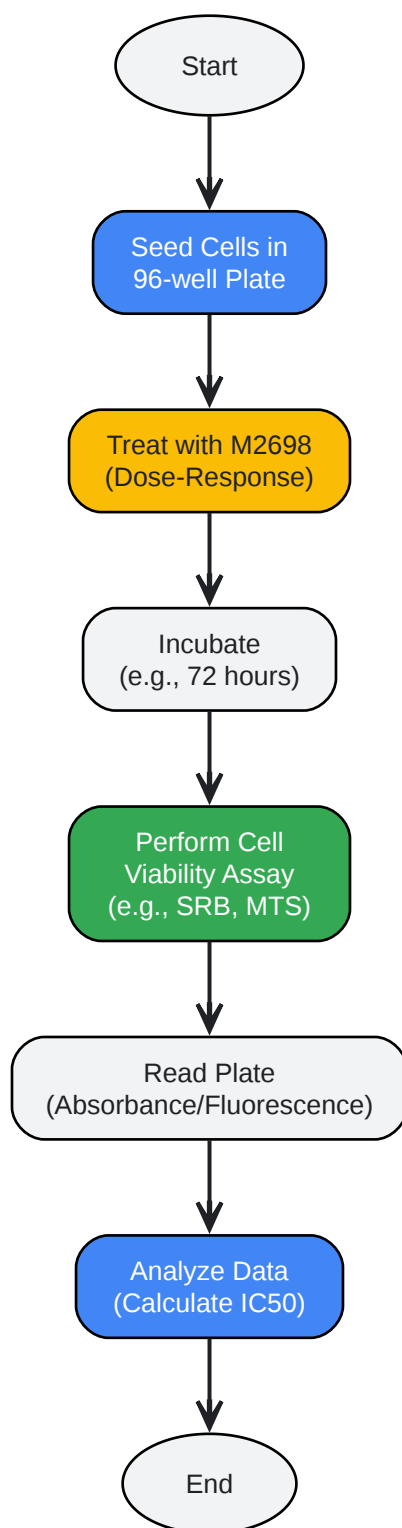 Start
Seed Cells in
96-well Plate
Treat with M2698
(Dose-Response)
Incubate
(e.g., 72 hours)
Perform Cell
Viability Assay
(e.g., SRB, MTS)
Read Plate
(Absorbance/Fluorescence)
Analyze Data
(Calculate IC50)
End